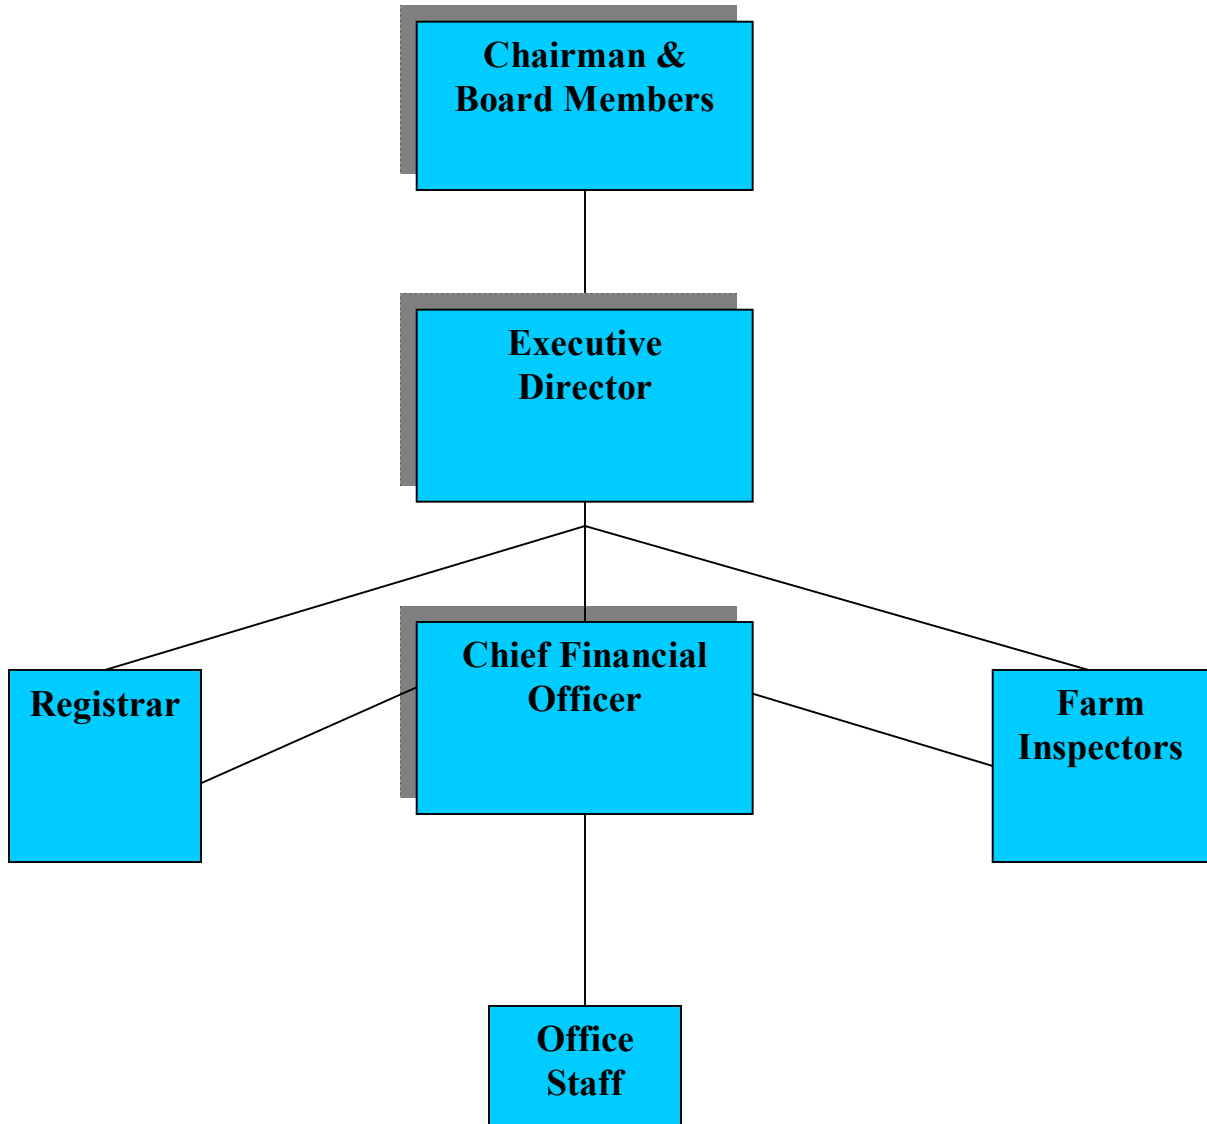 Chairman &
Board Members
Executive
Director
Chief Financial
Officer
Registrar
Farm
Inspectors
Office
Staff